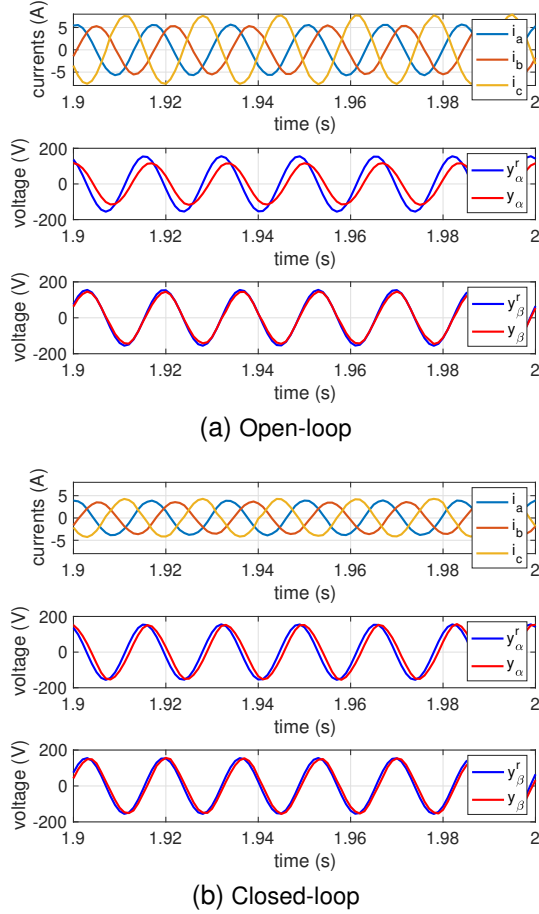 currents (A)
5
0
-5
i_a
i_b
i_c
1.9 1.92 1.94 1.96 1.98 2
time (s)
voltage (V)
200
0
-200
y^r_α
y_α
1.9 1.92 1.94 1.96 1.98 2
time (s)
voltage (V)
200
0
-200
y^r_β
y_β
1.9 1.92 1.94 1.96 1.98 2
time (s)
(a) Open-loop
currents (A)
5
0
-5
i_a
i_b
i_c
1.9 1.92 1.94 1.96 1.98 2
time (s)
voltage (V)
200
0
-200
y^r_α
y_α
1.9 1.92 1.94 1.96 1.98 2
time (s)
voltage (V)
200
0
-200
y^r_β
y_β
1.9 1.92 1.94 1.96 1.98 2
time (s)
(b) Closed-loop